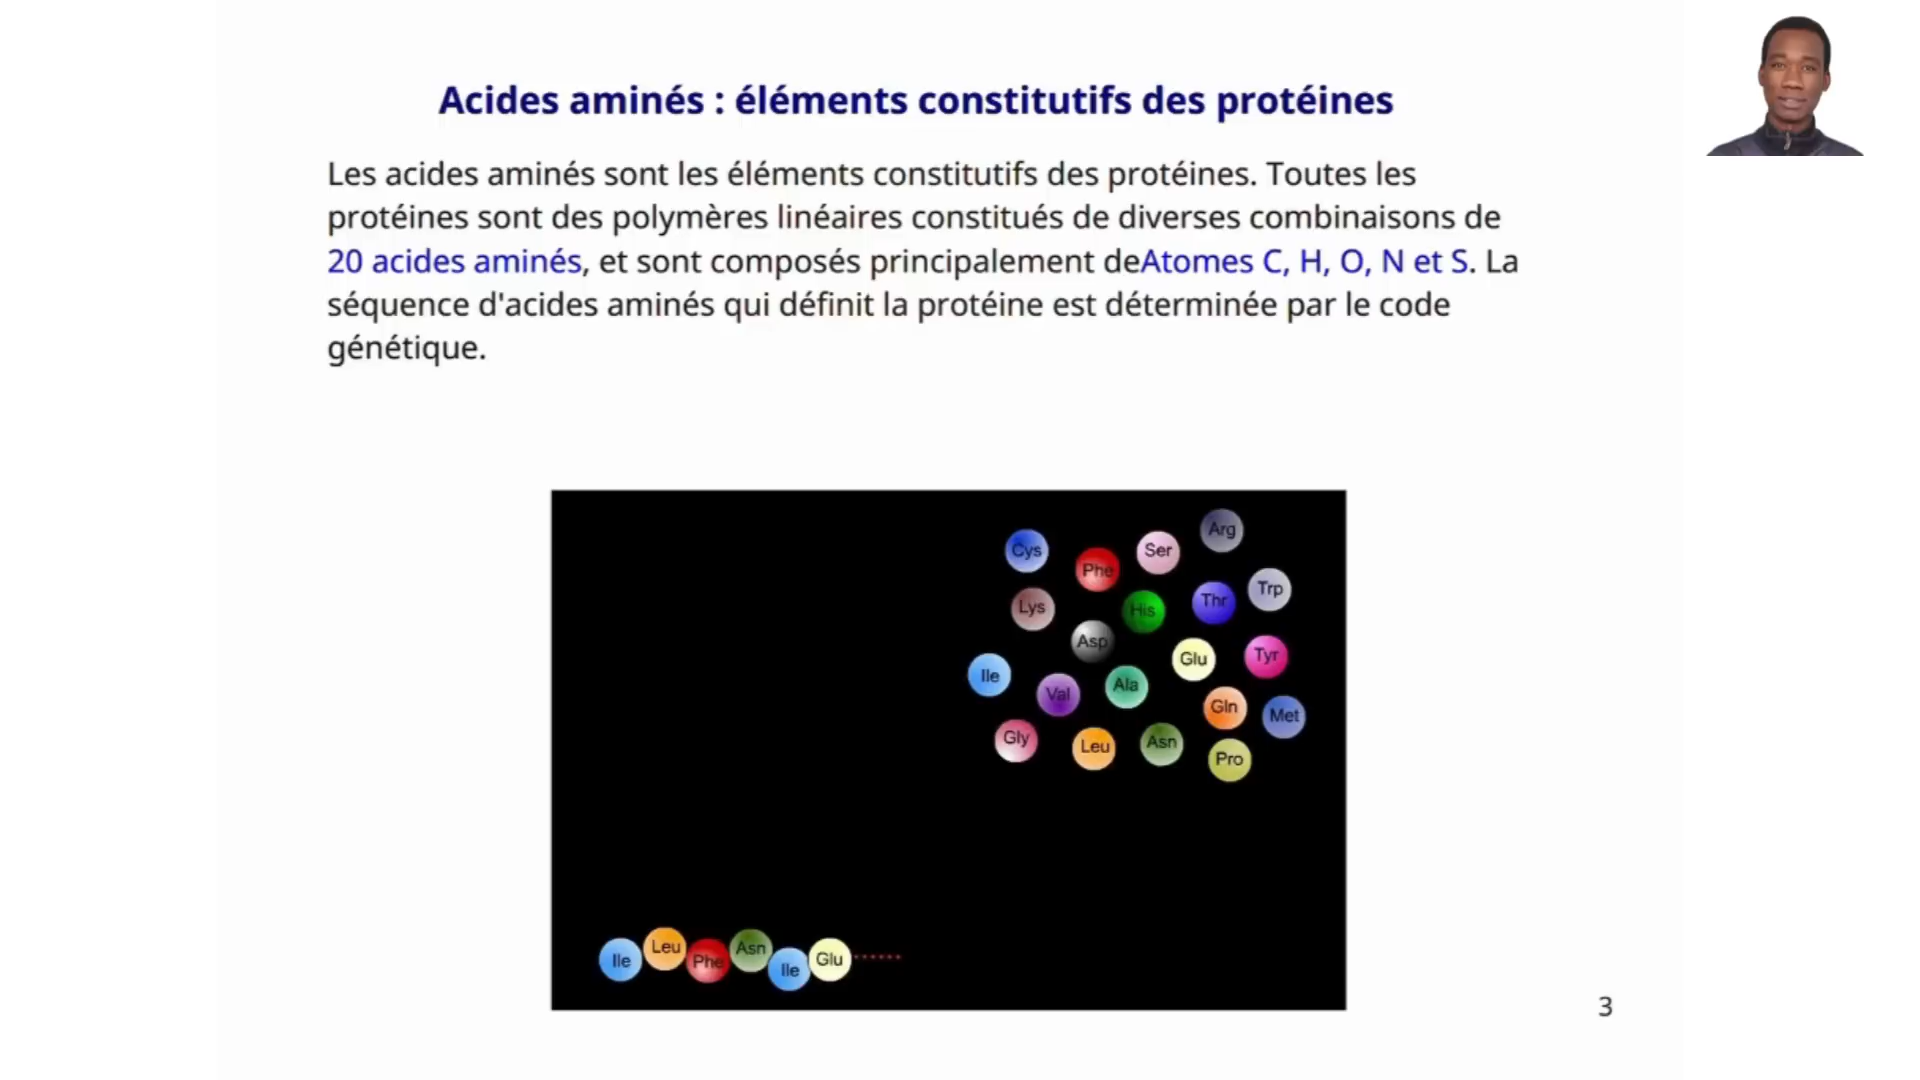 Acides aminés : éléments constitutifs des protéines
Les acides aminés sont les éléments constitutifs des protéines. Toutes les
protéines sont des polymères linéaires constitués de diverses combinaisons de
20 acides aminés, et sont composés principalement deAtomes C, H, O, N et S. La
séquence d'acides aminés qui définit la protéine est déterminée par le code
génétique.
Arg
Cys
Phe
Ser
Lys
His
Thr
Trp
Asp
Glu
Tyr
Ile
Val
Ala
Gln
Met
Gly
Leu
Asn
Pro
Ile Leu Phe Asn Ile Glu ......
3